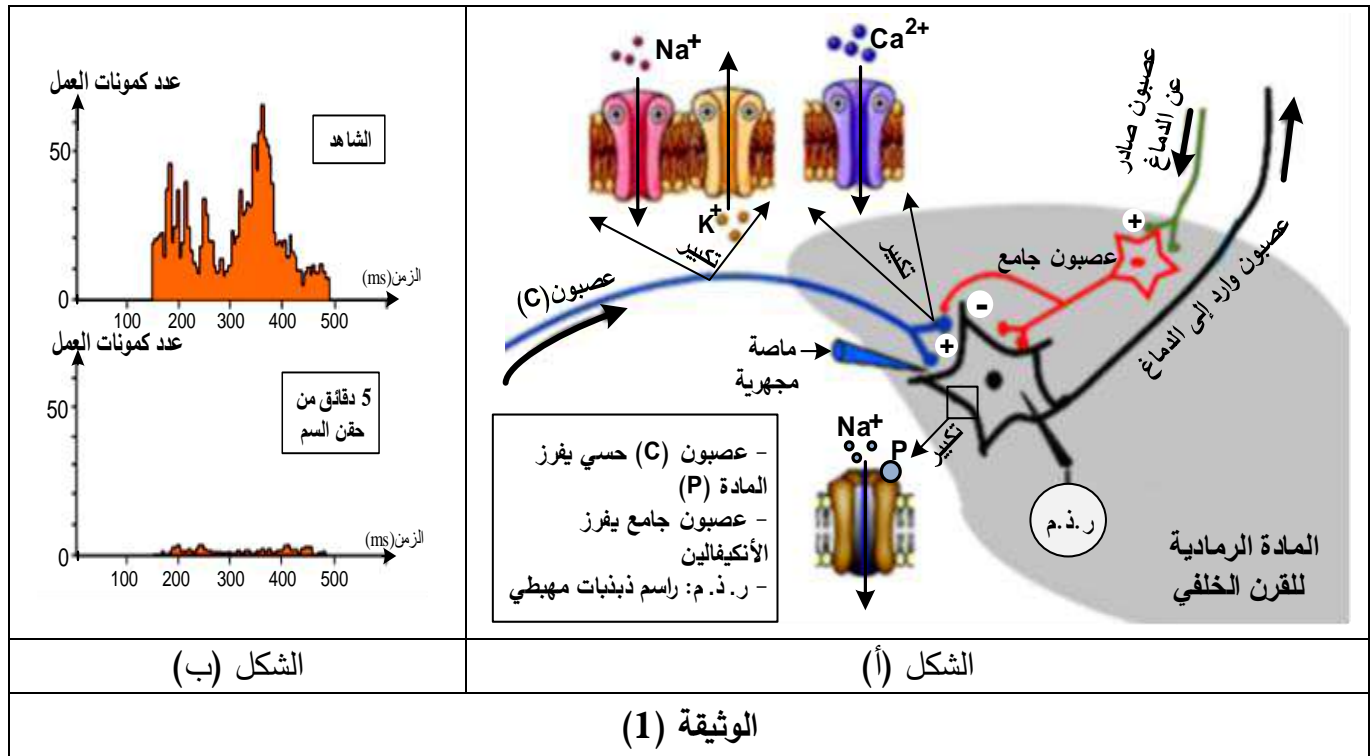 عدد كمونات العمل
50
الشاهد
0
100 200 300 400 500
الزمن(ms)
عدد كمونات العمل
50
5 دقائق من
حقن السم
0
100 200 300 400 500
الزمن(ms)
الشكل (ب)
Na+
K+
تكبير
Ca2+
تكبير
عصبون صادر
عن الدماغ
عصبون وارد إلى الدماغ
عصبون جامع
+
-
+
عصبون(C)
ماصة
مجهرية
Na+
P
تكبير
ر.ذ.م
المادة الرمادية
للقرن الخلفي
- عصبون (C) حسي يفرز
المادة (P)
- عصبون جامع يفرز
الأنكيفالين
- ر.ذ.م: راسم ذبذبات مهبطي
الشكل (أ)
الوثيقة (1)